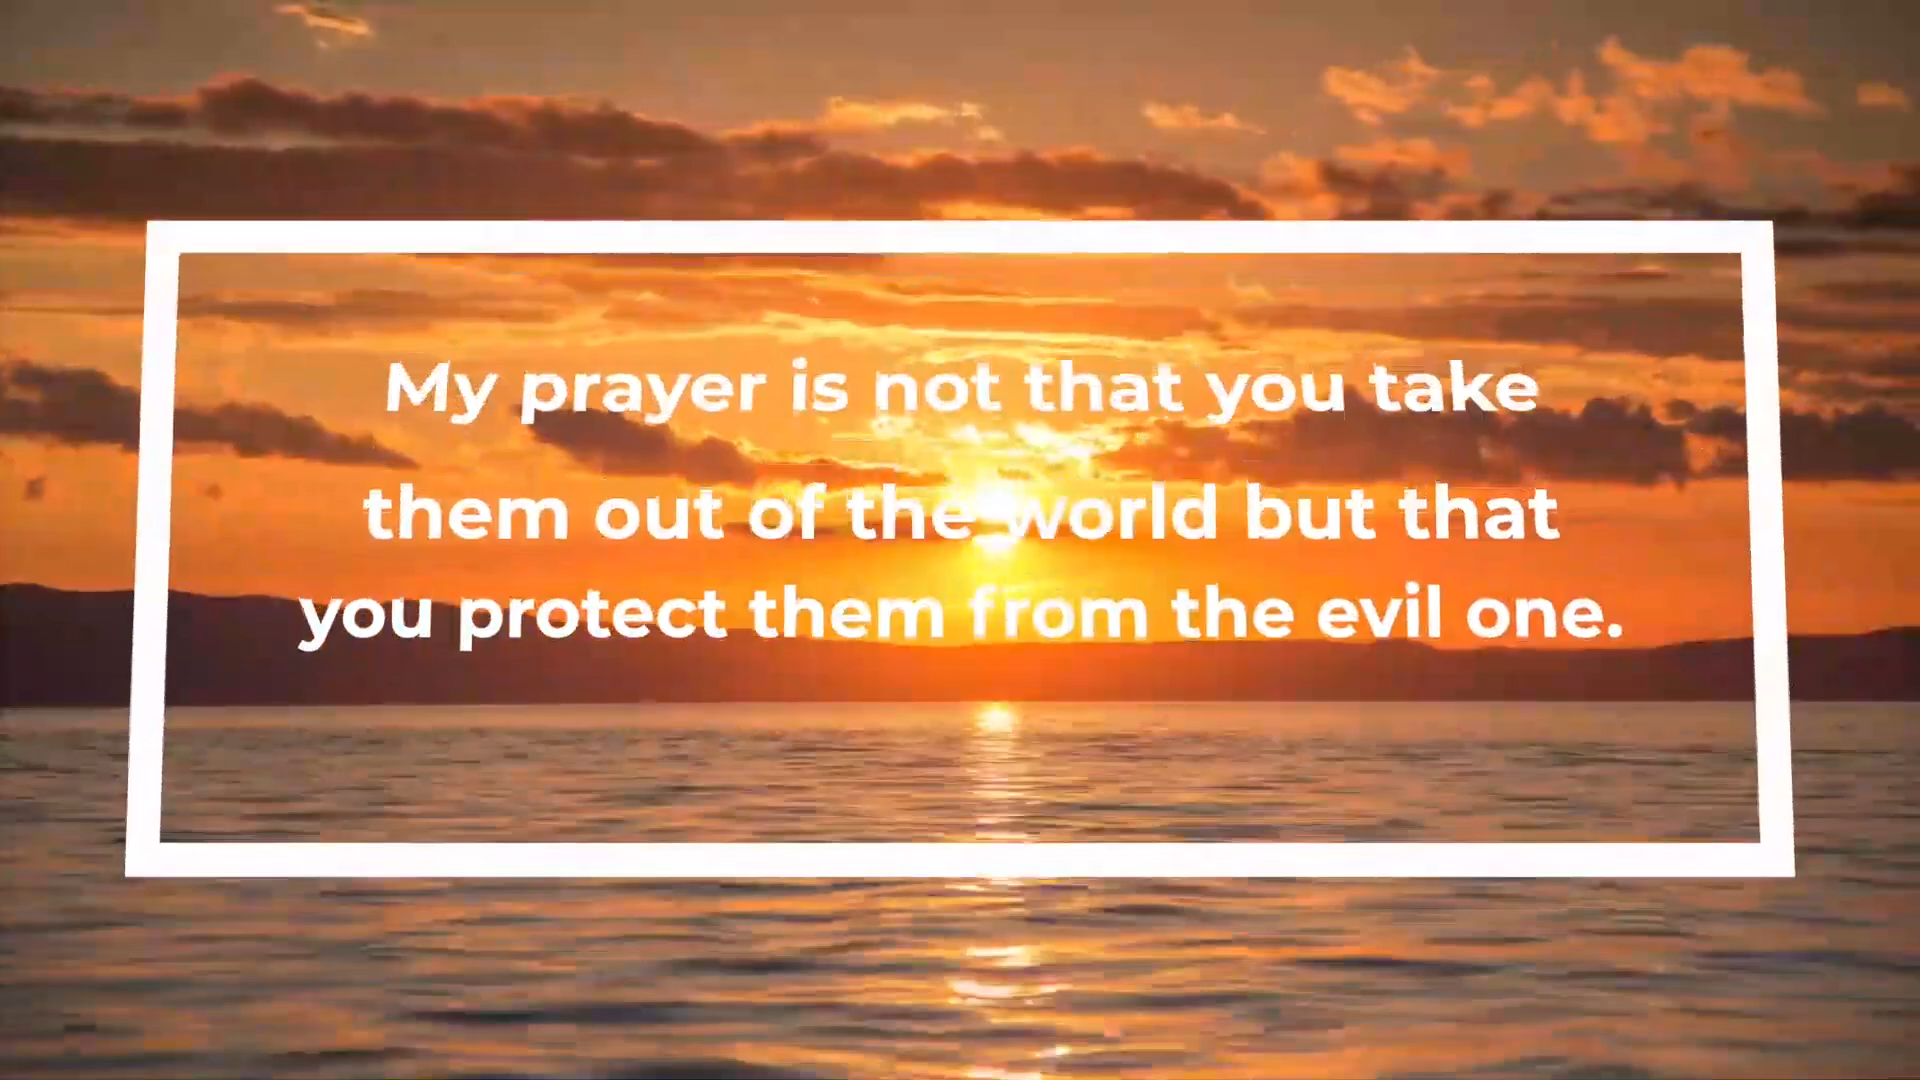 My prayer is not that you take
them out of the world but that
you protect them from the evil one.